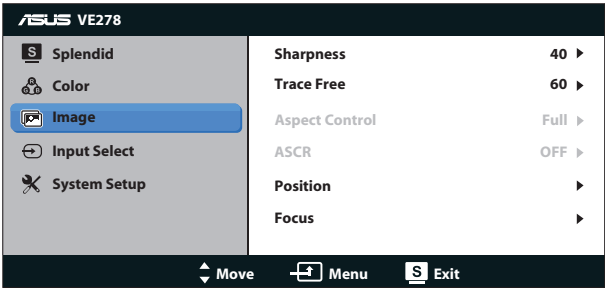 ASUS VE278
S Splendid
R G B Color
Image
Input Select
System Setup
Sharpness 40
Trace Free 60
Aspect Control Full
ASCR OFF
Position
Focus
Move Menu S Exit